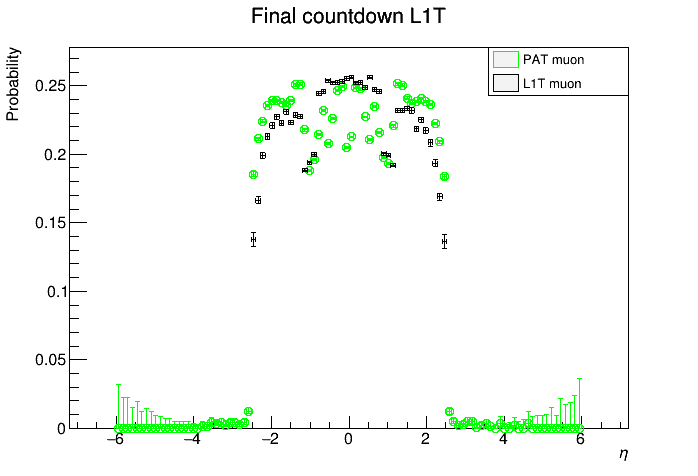 Final countdown L1T
Probability
PAT muon
L1T muon
0.25
0.2
0.15
0.1
0.05
0
−6 −4 −2 0 2 4 6
η